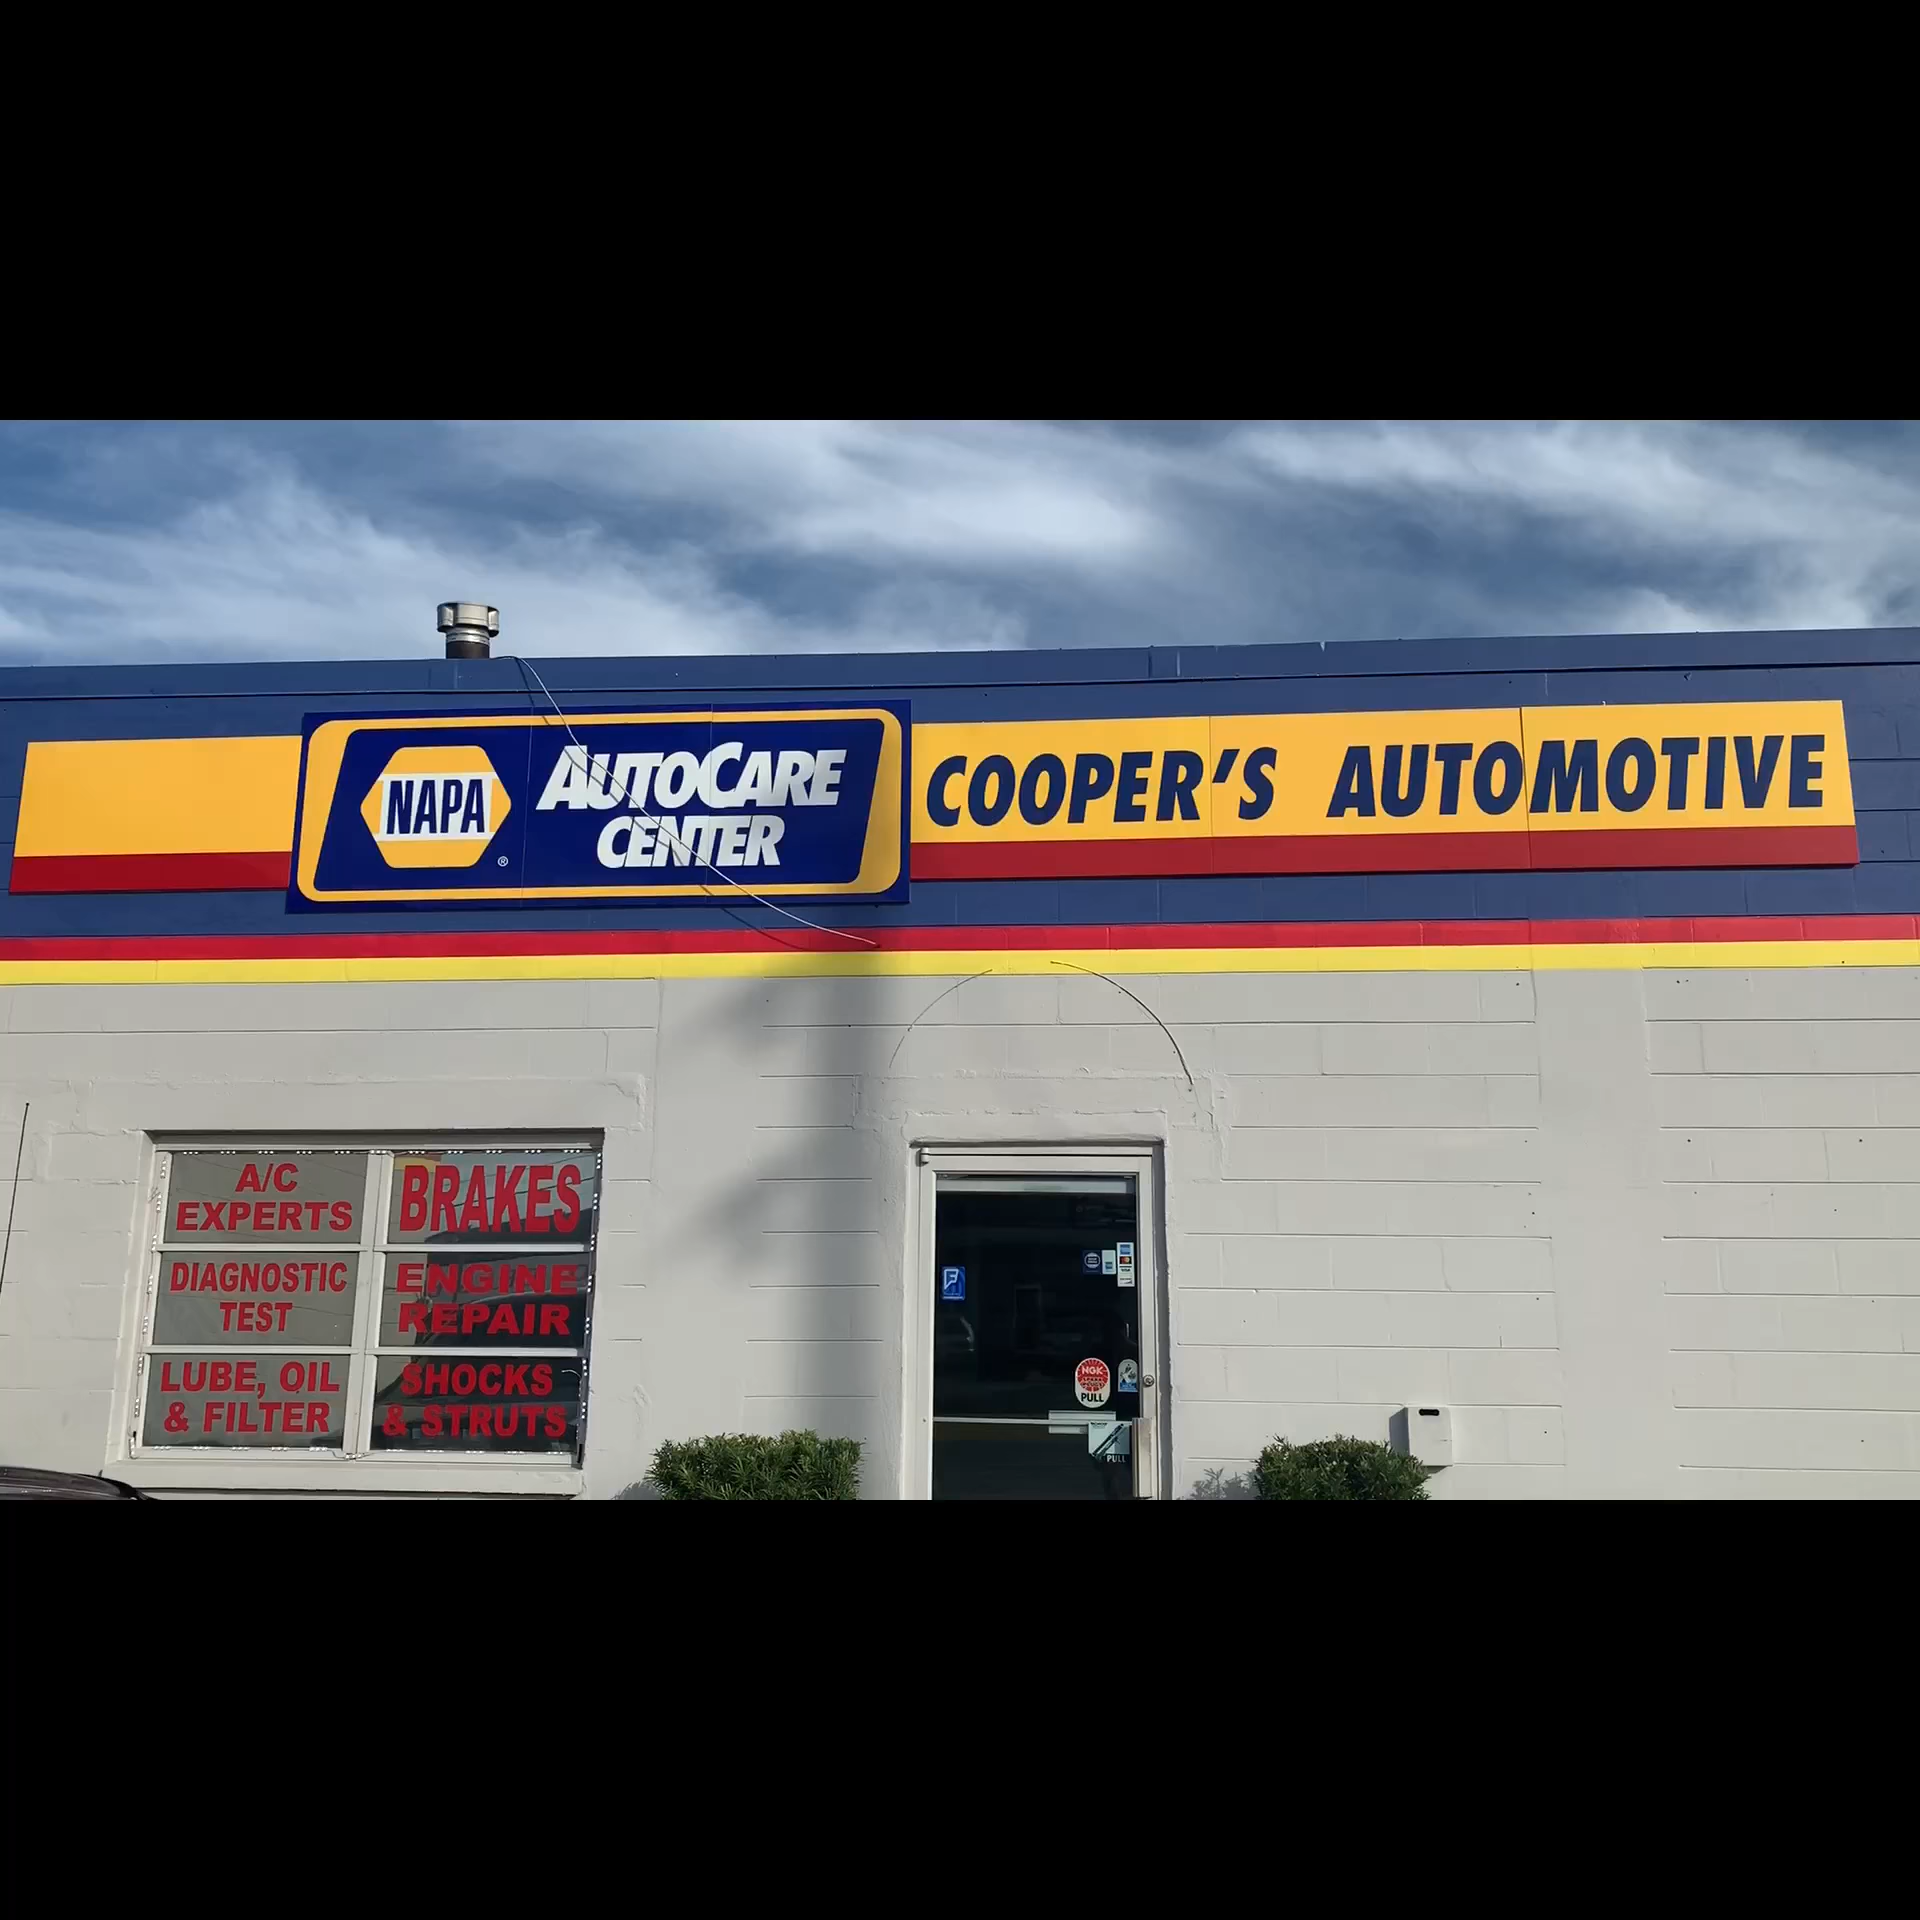 NAPA
®
AUTOCARE
CENTER
COOPER'S AUTOMOTIVE
A/C
EXPERTS
BRAKES
DIAGNOSTIC
TEST
ENGINE
REPAIR
LUBE, OIL
& FILTER
SHOCKS
& STRUTS
VISA
NGK
PULL
PULL